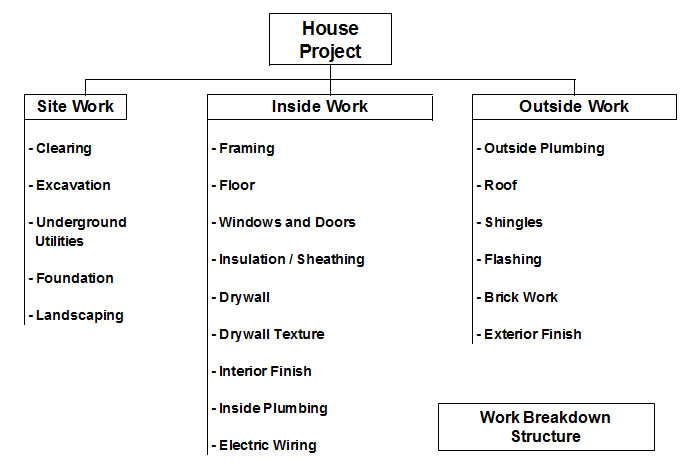 House
Project
Site Work
- Clearing
- Excavation
- Underground
Utilities
- Foundation
- Landscaping
Inside Work
- Framing
- Floor
- Windows and Doors
- Insulation / Sheathing
- Drywall
- Drywall Texture
- Interior Finish
- Inside Plumbing
- Electric Wiring
Outside Work
- Outside Plumbing
- Roof
- Shingles
- Flashing
- Brick Work
- Exterior Finish
Work Breakdown
Structure